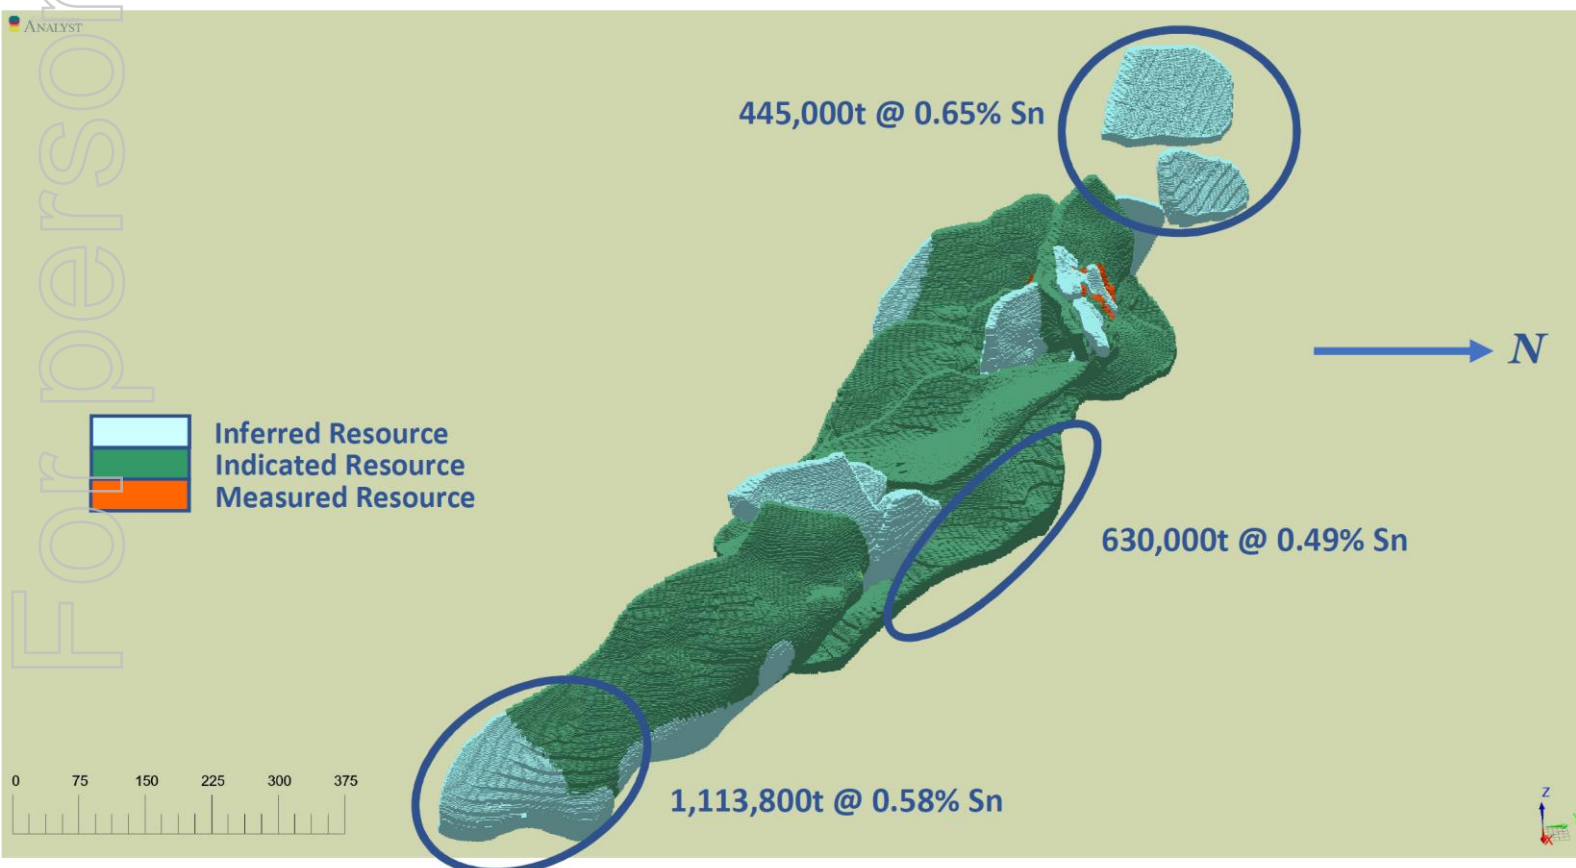 ANALYST
For person
445,000t @ 0.65% Sn
N
Inferred Resource
Indicated Resource
Measured Resource
630,000t @ 0.49% Sn
1,113,800t @ 0.58% Sn
0 75 150 225 300 375
Z
X